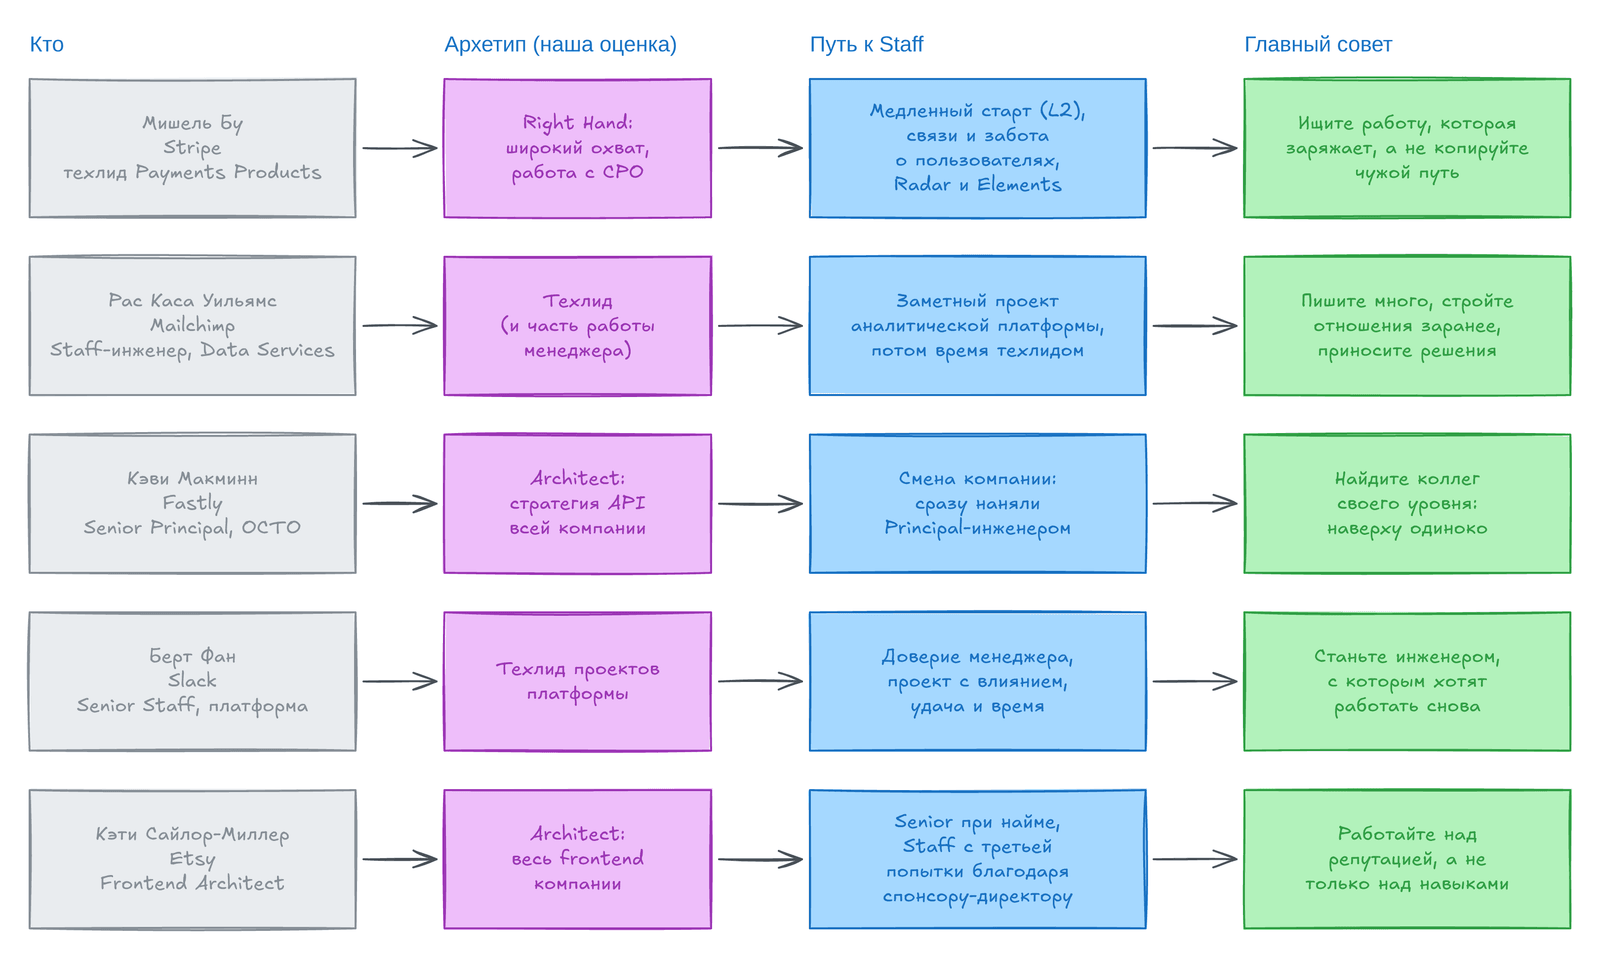 Кто
Архетип (наша оценка)
Путь к Staff
Главный совет
Мишель Бу
Stripe
техлид Payments Products
Right Hand:
широкий охват,
работа с CPO
Медленный старт (L2),
связи и забота
о пользователях,
Radar и Elements
Ищите работу, которая
заряжает, а не копируйте
чужой путь
Рас Каса Уильямс
Mailchimp
Staff-инженер, Data Services
Техлид
(и часть работы
менеджера)
Заметный проект
аналитической платформы,
потом время техлидом
Пишите много, стройте
отношения заранее,
приносите решения
Кэви Макминн
Fastly
Senior Principal, OCTO
Architect:
стратегия API
всей компании
Смена компании:
сразу наняли
Principal-инженером
Найдите коллег
своего уровня:
наверху одиноко
Берт Фан
Slack
Senior Staff, платформа
Техлид проектов
платформы
Доверие менеджера,
проект с влиянием,
удача и время
Станьте инженером,
с которым хотят
работать снова
Кэти Сайлор-Миллер
Etsy
Frontend Architect
Architect:
весь frontend
компании
Senior при найме,
Staff с третьей
попытки благодаря
спонсору-директору
Работайте над
репутацией, а не
только над навыками